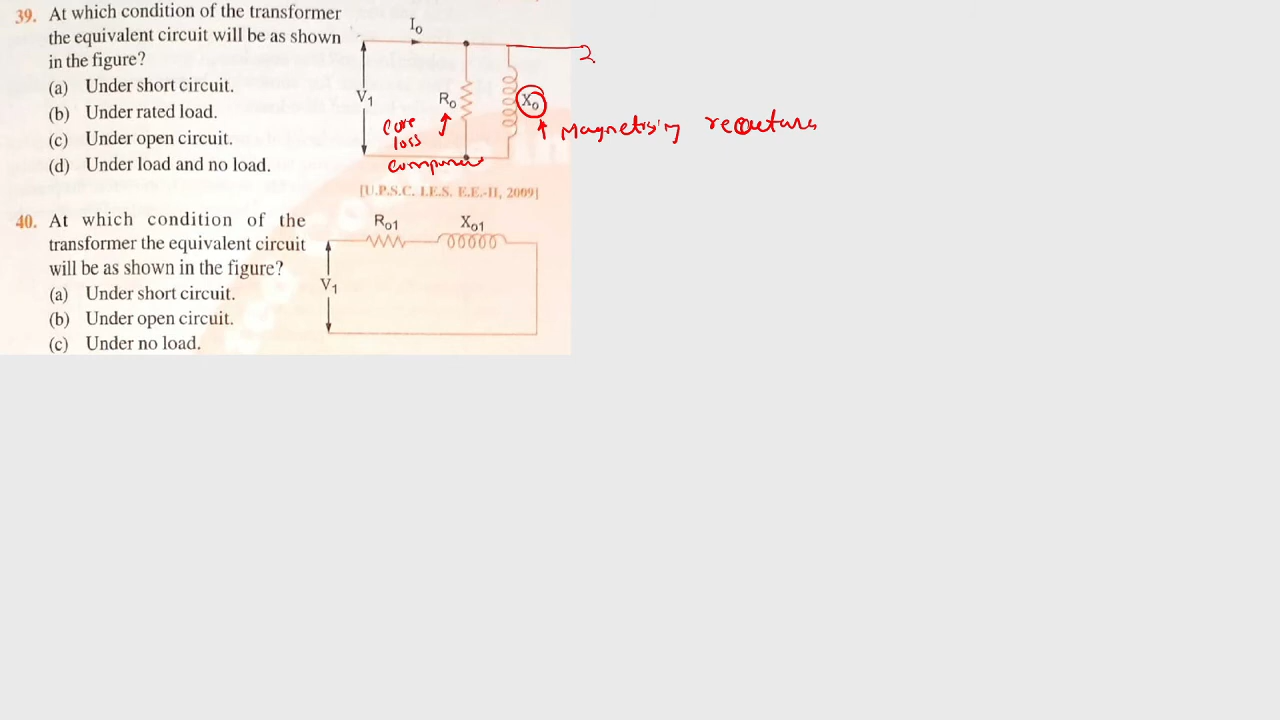 39. At which condition of the transformer
the equivalent circuit will be as shown
in the figure?
(a) Under short circuit.
(b) Under rated load.
(c) Under open circuit.
(d) Under load and no load.
I₀
V₁
R₀
X₀
2
Core
loss
Magnetising
[U.P.S.C. I.E.S. E.E.-II, 2009]
40. At which condition of the
transformer the equivalent circuit
will be as shown in the figure?
(a) Under short circuit.
(b) Under open circuit.
(c) Under no load.
R₀₁
X₀₁
V₁